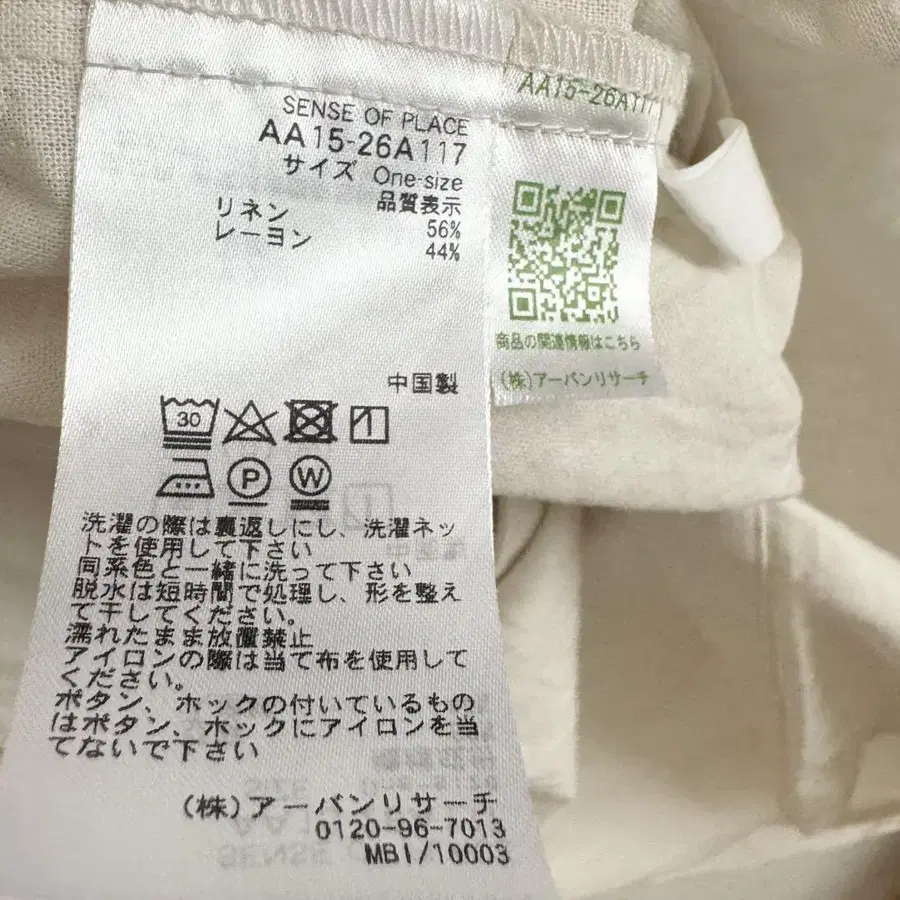 SENSE OF PLACE
AA15-26A117
サイズ One-size
品質表示
リネン 56%
レーヨン 44%
中国製
30
P W
洗濯の際は裏返しにし、洗濯ネッ
トを使用して下さい
同系色と一緒に洗って下さい
脱水は短時間で処理し、形を整え
て干してください。
濡れたまま放置禁止
アイロンの際は当て布を使用して
ください。
ボタン、ホックの付いているもの
はボタン、ホックにアイロンを当
てないで下さい
(株)アーバンリサーチ
0120-96-7013
MBI/10003
AA15-26A117
商品の関連情報はこちら
(株)アーバンリサーチ